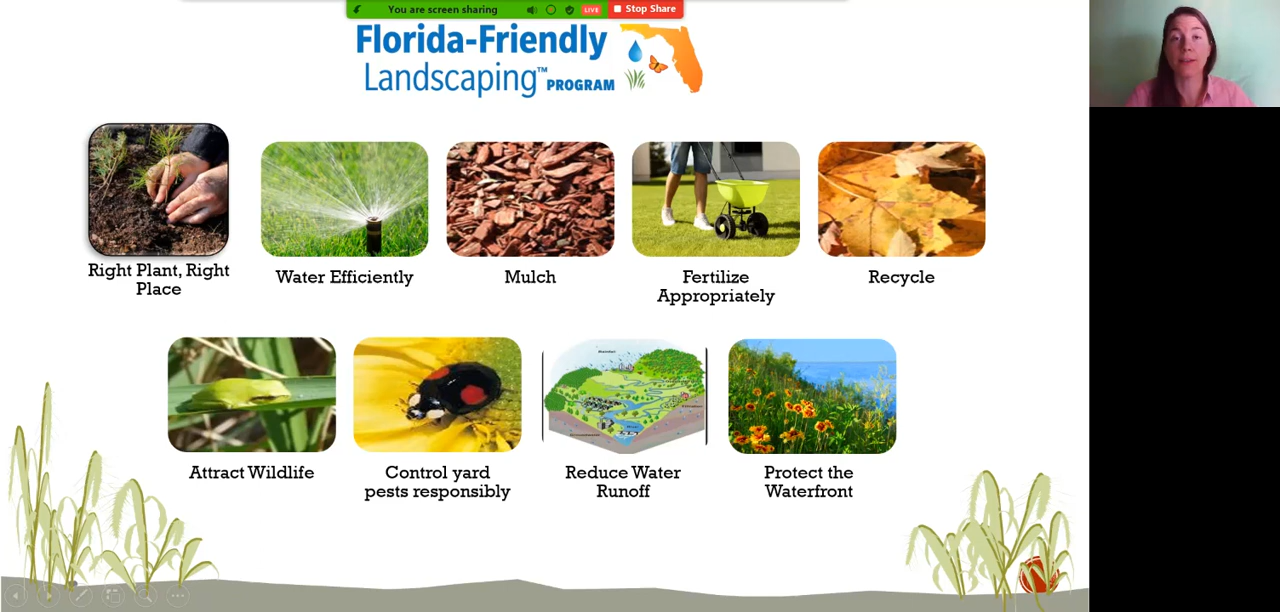 You are screen sharing
LIVE
Stop Share
Florida-Friendly
Landscaping™ PROGRAM
Right Plant, Right
Place
Water Efficiently
Mulch
Fertilize
Appropriately
Recycle
Attract Wildlife
Control yard
pests responsibly
Reduce Water
Runoff
Protect the
Waterfront